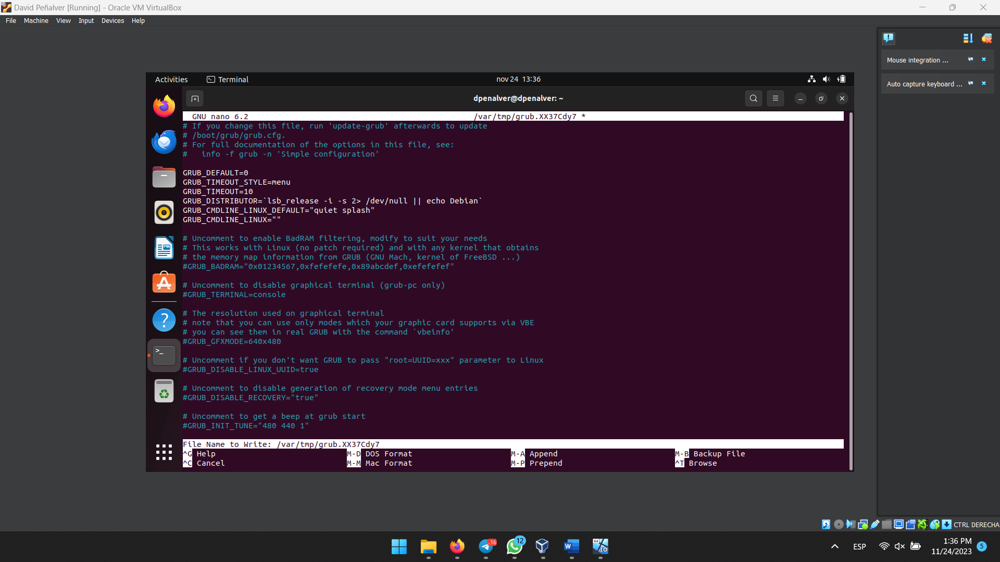 David Peñalver [Running] - Oracle VM VirtualBox
File Machine View Input Devices Help
Mouse integration ...
Auto capture keyboard ...
Activities Terminal nov 24 13:36
dpenalver@dpenalver: ~
GNU nano 6.2 /var/tmp/grub.XX37Cdy7 *
# If you change this file, run 'update-grub' afterwards to update
# /boot/grub/grub.cfg.
# For full documentation of the options in this file, see:
#   info -f grub -n 'Simple configuration'
GRUB_DEFAULT=0
GRUB_TIMEOUT_STYLE=menu
GRUB_TIMEOUT=10
GRUB_DISTRIBUTOR=`lsb_release -i -s 2> /dev/null || echo Debian`
GRUB_CMDLINE_LINUX_DEFAULT="quiet splash"
GRUB_CMDLINE_LINUX=""
# Uncomment to enable BadRAM filtering, modify to suit your needs
# This works with Linux (no patch required) and with any kernel that obtains
# the memory map information from GRUB (GNU Mach, kernel of FreeBSD ...)
#GRUB_BADRAM="0x01234567,0xfefefefe,0x89abcdef,0xefefefef"
# Uncomment to disable graphical terminal (grub-pc only)
#GRUB_TERMINAL=console
# The resolution used on graphical terminal
# note that you can use only modes which your graphic card supports via VBE
# you can see them in real GRUB with the command `vbeinfo'
#GRUB_GFXMODE=640x480
# Uncomment if you don't want GRUB to pass "root=UUID=xxx" parameter to Linux
#GRUB_DISABLE_LINUX_UUID=true
# Uncomment to disable generation of recovery mode menu entries
#GRUB_DISABLE_RECOVERY="true"
# Uncomment to get a beep at grub start
#GRUB_INIT_TUNE="480 440 1"
File Name to Write: /var/tmp/grub.XX37Cdy7
^G Help M-D DOS Format M-A Append M-B Backup File
^C Cancel M-M Mac Format M-P Prepend ^T Browse
CTRL DERECHA
..16
12
W
64
10
ESP
1:36 PM
11/24/2023
5